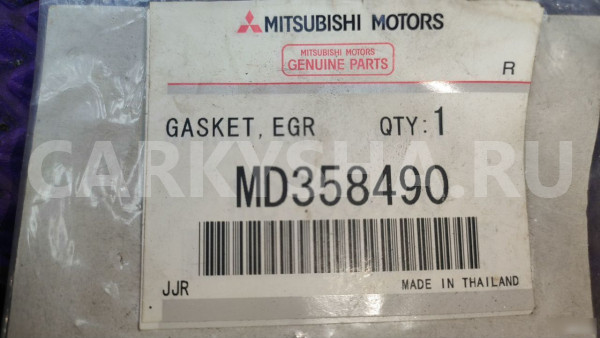 MITSUBISHI MOTORS
MITSUBISHI MOTORS
GENUINE PARTS
R
GASKET, EGR QTY:1
MD358490
CARKYSHA.RU
JJR MADE IN THAILAND